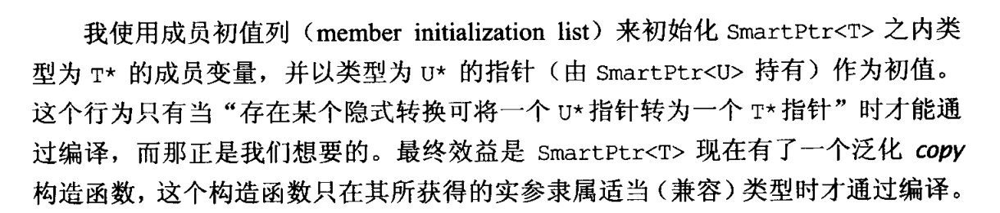 我使用成员初值列（member initialization list）来初始化 SmartPtr<T> 之内类
型为 T* 的成员变量，并以类型为 U* 的指针（由 SmartPtr<U> 持有）作为初值。
这个行为只有当“存在某个隐式转换可将一个 U*指针转为一个 T*指针”时才能通
过编译，而那正是我们想要的。最终效益是 SmartPtr<T> 现在有了一个泛化 copy
构造函数，这个构造函数只在其所获得的实参隶属适当（兼容）类型时才通过编译。